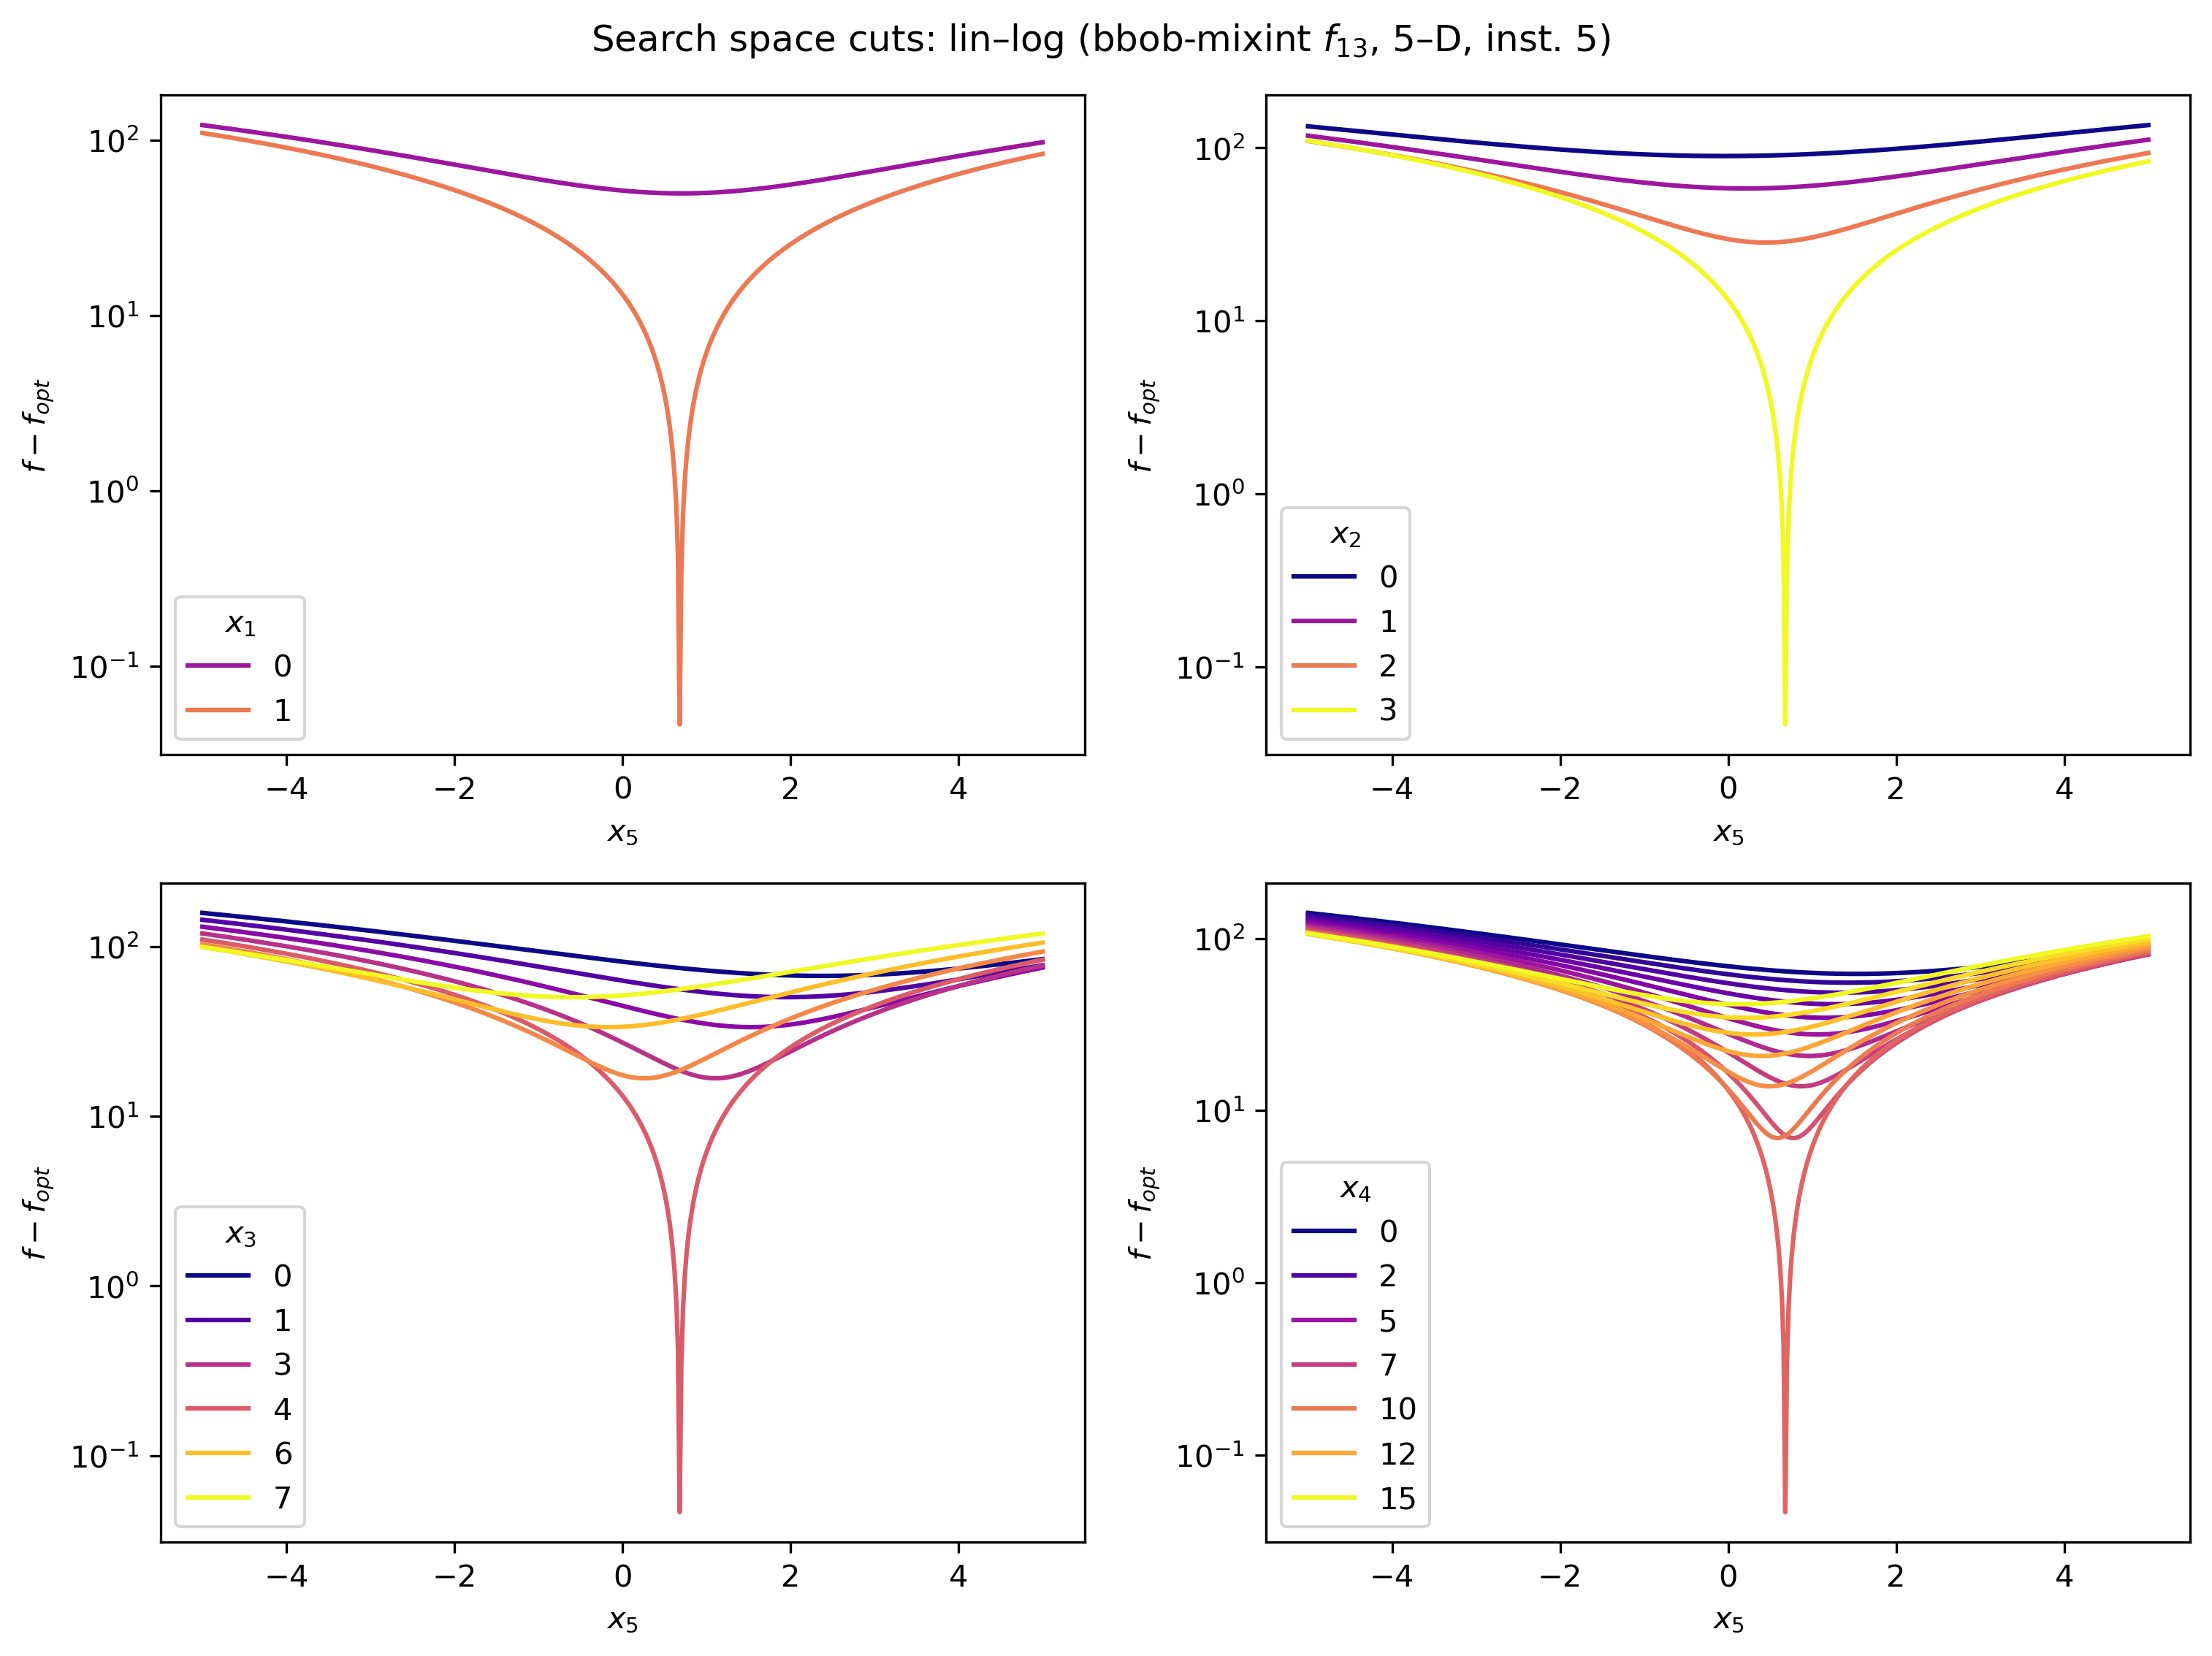 Search space cuts: lin–log (bbob-mixint f₁₃, 5–D, inst. 5)
10²
10¹
10⁰
10⁻¹
f − fₒₚₜ
−4 −2 0 2 4
x₅
x₁
0
1
10²
10¹
10⁰
10⁻¹
f − fₒₚₜ
−4 −2 0 2 4
x₅
x₂
0
1
2
3
10²
10¹
10⁰
10⁻¹
f − fₒₚₜ
−4 −2 0 2 4
x₅
x₃
0
1
3
4
6
7
10²
10¹
10⁰
10⁻¹
f − fₒₚₜ
−4 −2 0 2 4
x₅
x₄
0
2
5
7
10
12
15